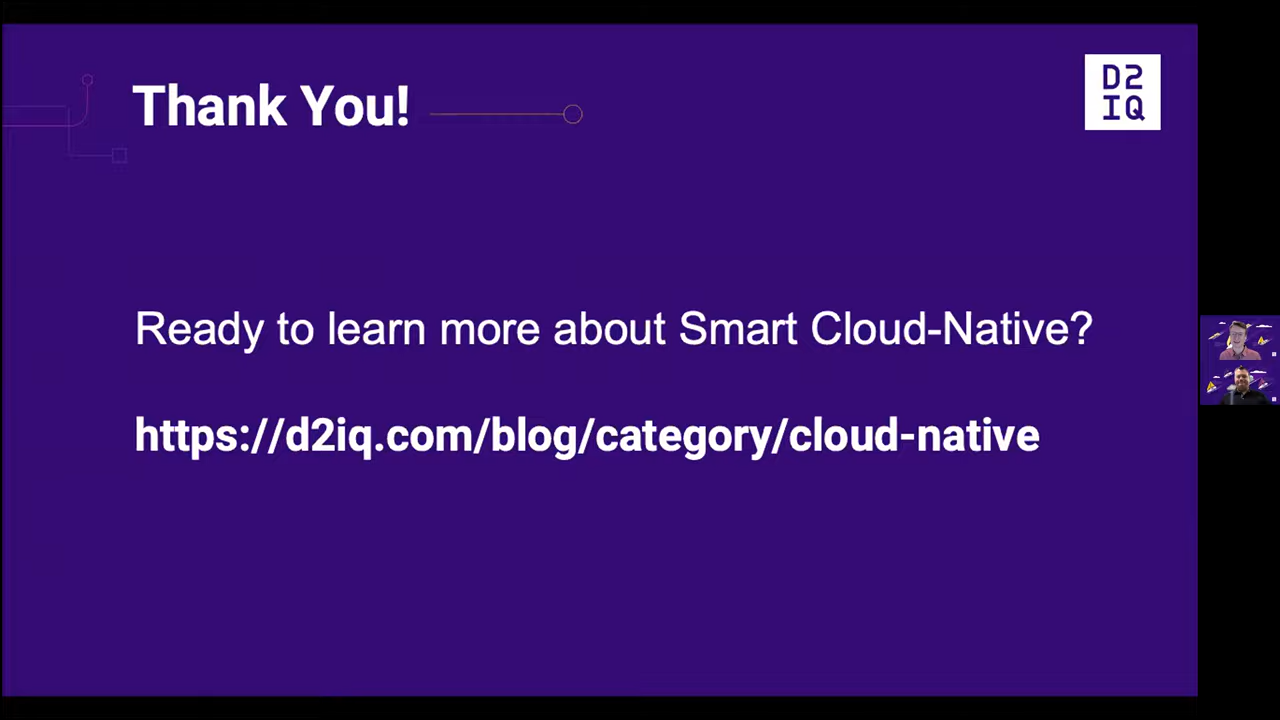 Thank You!
D2
IQ
Ready to learn more about Smart Cloud-Native?
https://d2iq.com/blog/category/cloud-native